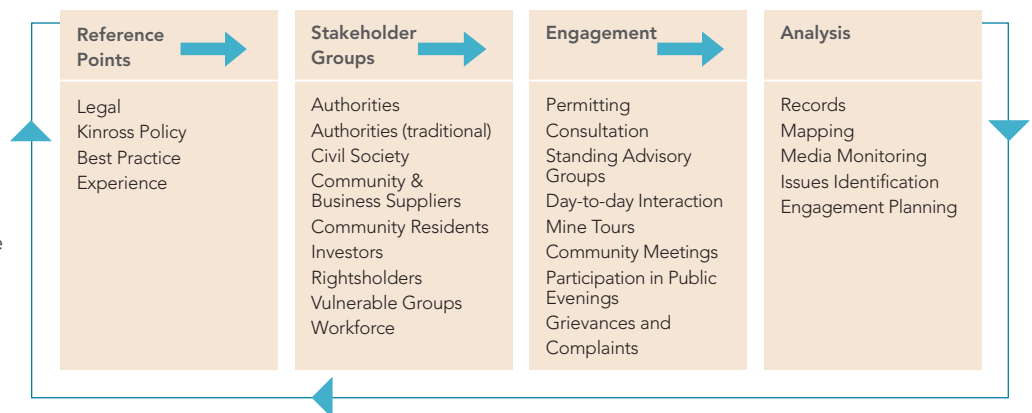 Reference
Points
Legal
Kinross Policy
Best Practice
Experience
Stakeholder
Groups
Authorities
Authorities (traditional)
Civil Society
Community &
Business Suppliers
Community Residents
Investors
Rightsholders
Vulnerable Groups
Workforce
Engagement
Permitting
Consultation
Standing Advisory
Groups
Day-to-day Interaction
Mine Tours
Community Meetings
Participation in Public
Evenings
Grievances and
Complaints
Analysis
Records
Mapping
Media Monitoring
Issues Identification
Engagement Planning